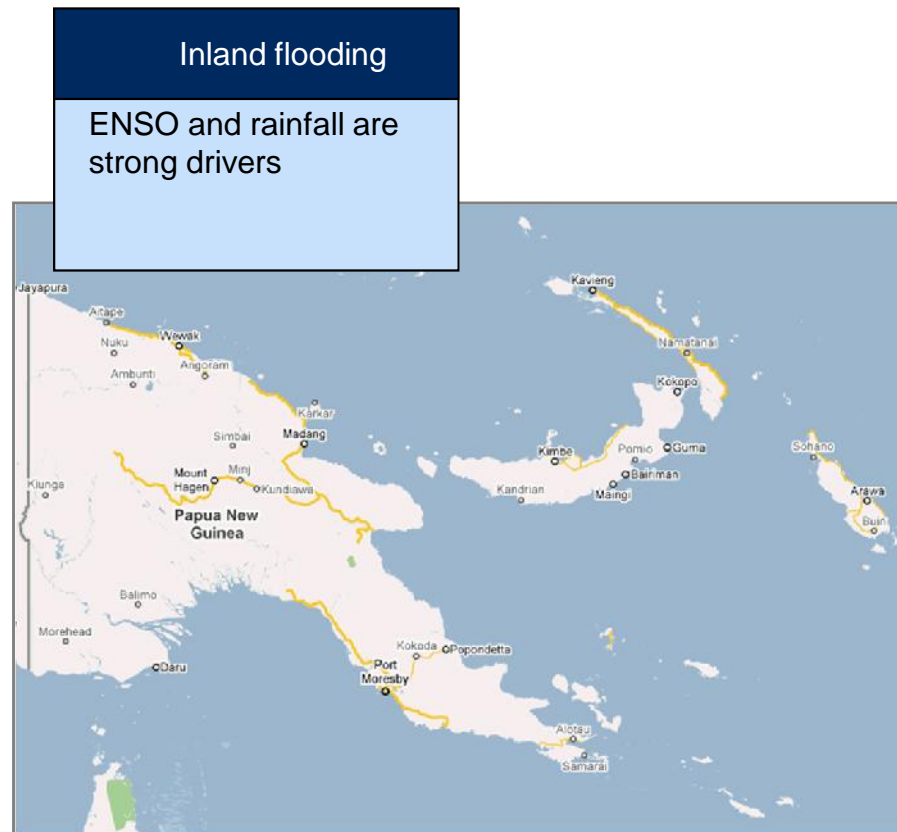 Inland flooding
ENSO and rainfall are
strong drivers
Jayapura
Kavieng
Aitape
Wewak
Nuku
Namatanai
Angoram
Ambunti
Kokopo
Karkar
Simbai
Madang
Guma
Sohano
Kimbe
Pomio
Mount
Hagen
Minj
Bairiman
Kiunga
Kundiawa
Kandrian
Maingi
Arawa
Papua New
Guinea
Buin
Balimo
Morehead
Kokoda
Popondetta
Daru
Port
Moresby
Alotau
Samarai